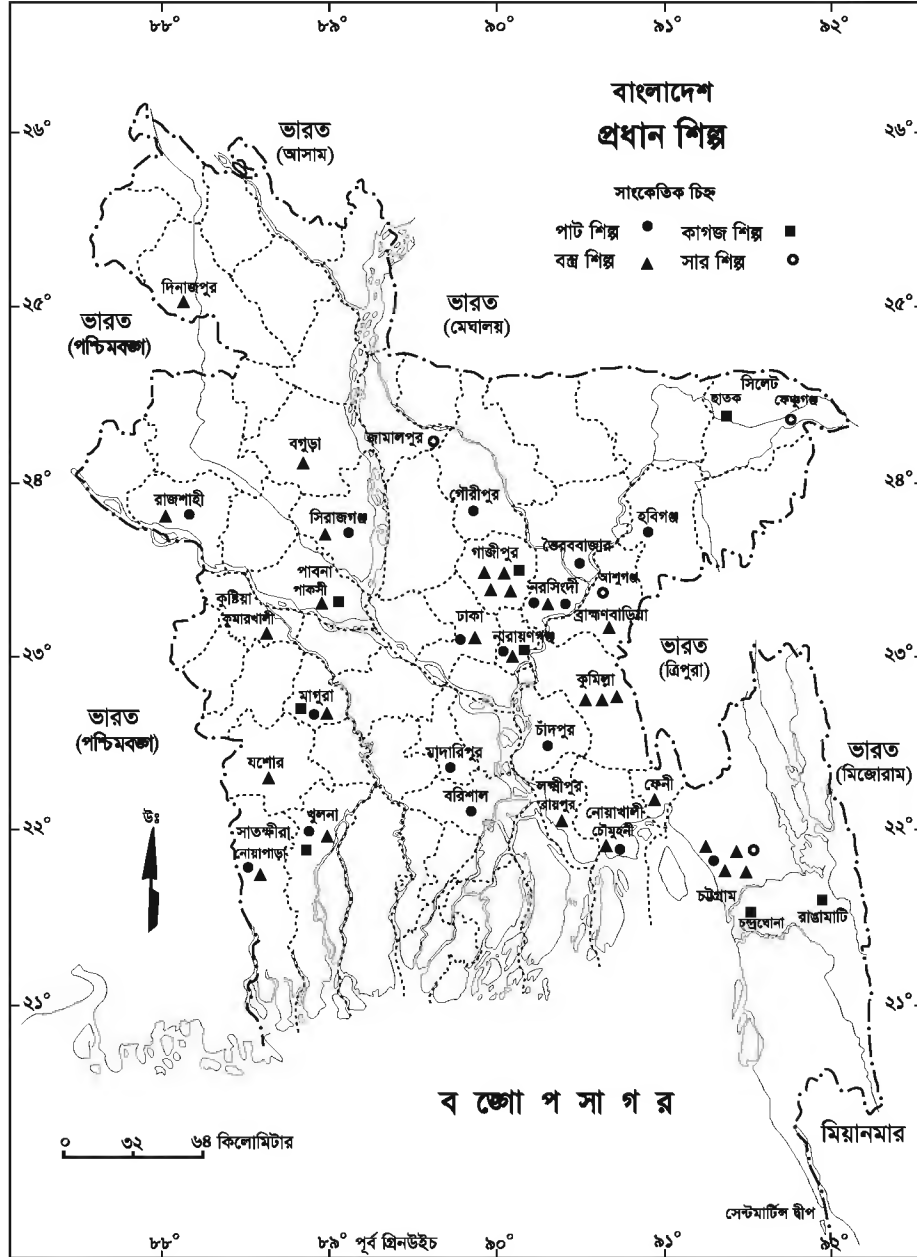 ৮৮° ৮৯° ৯০° ৯১° ৯২°
বাংলাদেশ
প্রধান শিল্প
সাংকেতিক চিহ্ন
পাট শিল্প কাগজ শিল্প
বস্ত্র শিল্প সার শিল্প
২৬° ২৬°
ভারত
(আসাম)
দিনাজপুর
২৫° ২৫°
ভারত
(মেঘালয়)
ভারত
(পশ্চিমবঙ্গ)
সিলেট
ছাতক ফেঞ্চুগঞ্জ
জামালপুর
বগুড়া
২৪° ২৪°
রাজশাহী
গৌরীপুর
সিরাজগঞ্জ
হবিগঞ্জ
গাজীপুর
ভৈরববাজার
পাবনা
পাকসী
নরসিংদী
আশুগঞ্জ
কুষ্টিয়া
কুমারখালী
ঢাকা
নারায়ণগঞ্জ
ব্রাহ্মণবাড়িয়া
২৩° ২৩°
ভারত
(ত্রিপুরা)
কুমিল্লা
মাগুরা
ভারত
(পশ্চিমবঙ্গ)
চাঁদপুর
মাদারিপুর
ভারত
(মিজোরাম)
যশোর
বরিশাল
লক্ষ্মীপুর
রায়পুর
ফেনী
নোয়াখালী
চৌমুহনী
উঃ
২২° ২২°
খুলনা
সাতক্ষীরা
নোয়াপাড়া
চট্টগ্রাম
চন্দ্রঘোনা
রাঙামাটি
২১° ২১°
বঙ্গোপসাগর
মিয়ানমার
০ ৩২ ৬৪ কিলোমিটার
সেন্টমার্টিন্স দ্বীপ
৮৮° ৮৯° পূর্ব গ্রিনউইচ ৯০° ৯১° ৯২°